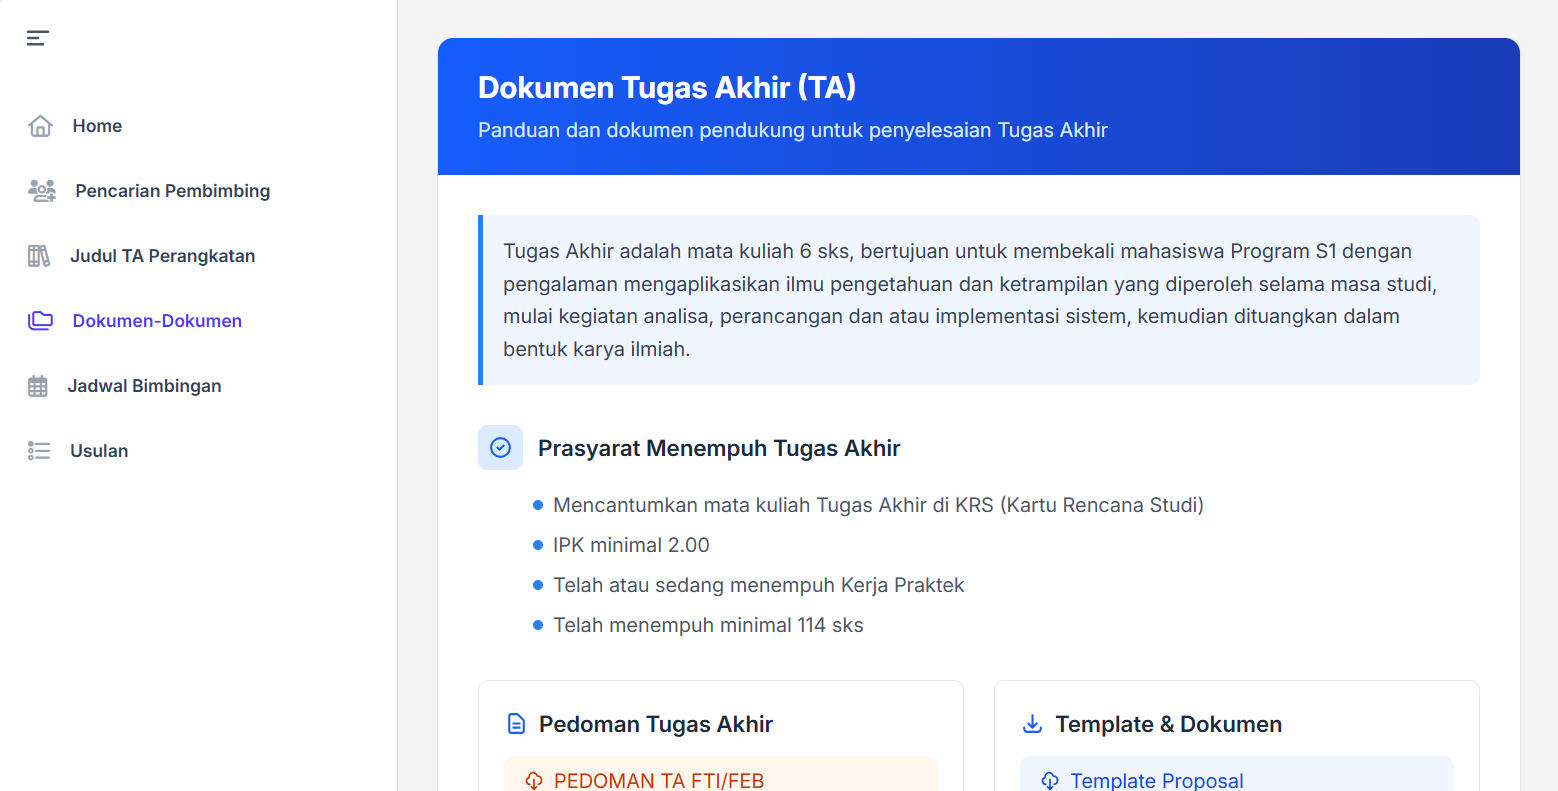 Home
Pencarian Pembimbing
Judul TA Perangkatan
Dokumen-Dokumen
Jadwal Bimbingan
Usulan
Dokumen Tugas Akhir (TA)
Panduan dan dokumen pendukung untuk penyelesaian Tugas Akhir
Tugas Akhir adalah mata kuliah 6 sks, bertujuan untuk membekali mahasiswa Program S1 dengan
pengalaman mengaplikasikan ilmu pengetahuan dan ketrampilan yang diperoleh selama masa studi,
mulai kegiatan analisa, perancangan dan atau implementasi sistem, kemudian dituangkan dalam
bentuk karya ilmiah.
Prasyarat Menempuh Tugas Akhir
Mencantumkan mata kuliah Tugas Akhir di KRS (Kartu Rencana Studi)
IPK minimal 2.00
Telah atau sedang menempuh Kerja Praktek
Telah menempuh minimal 114 sks
Pedoman Tugas Akhir
PEDOMAN TA FTI/FEB
Template & Dokumen
Template Proposal